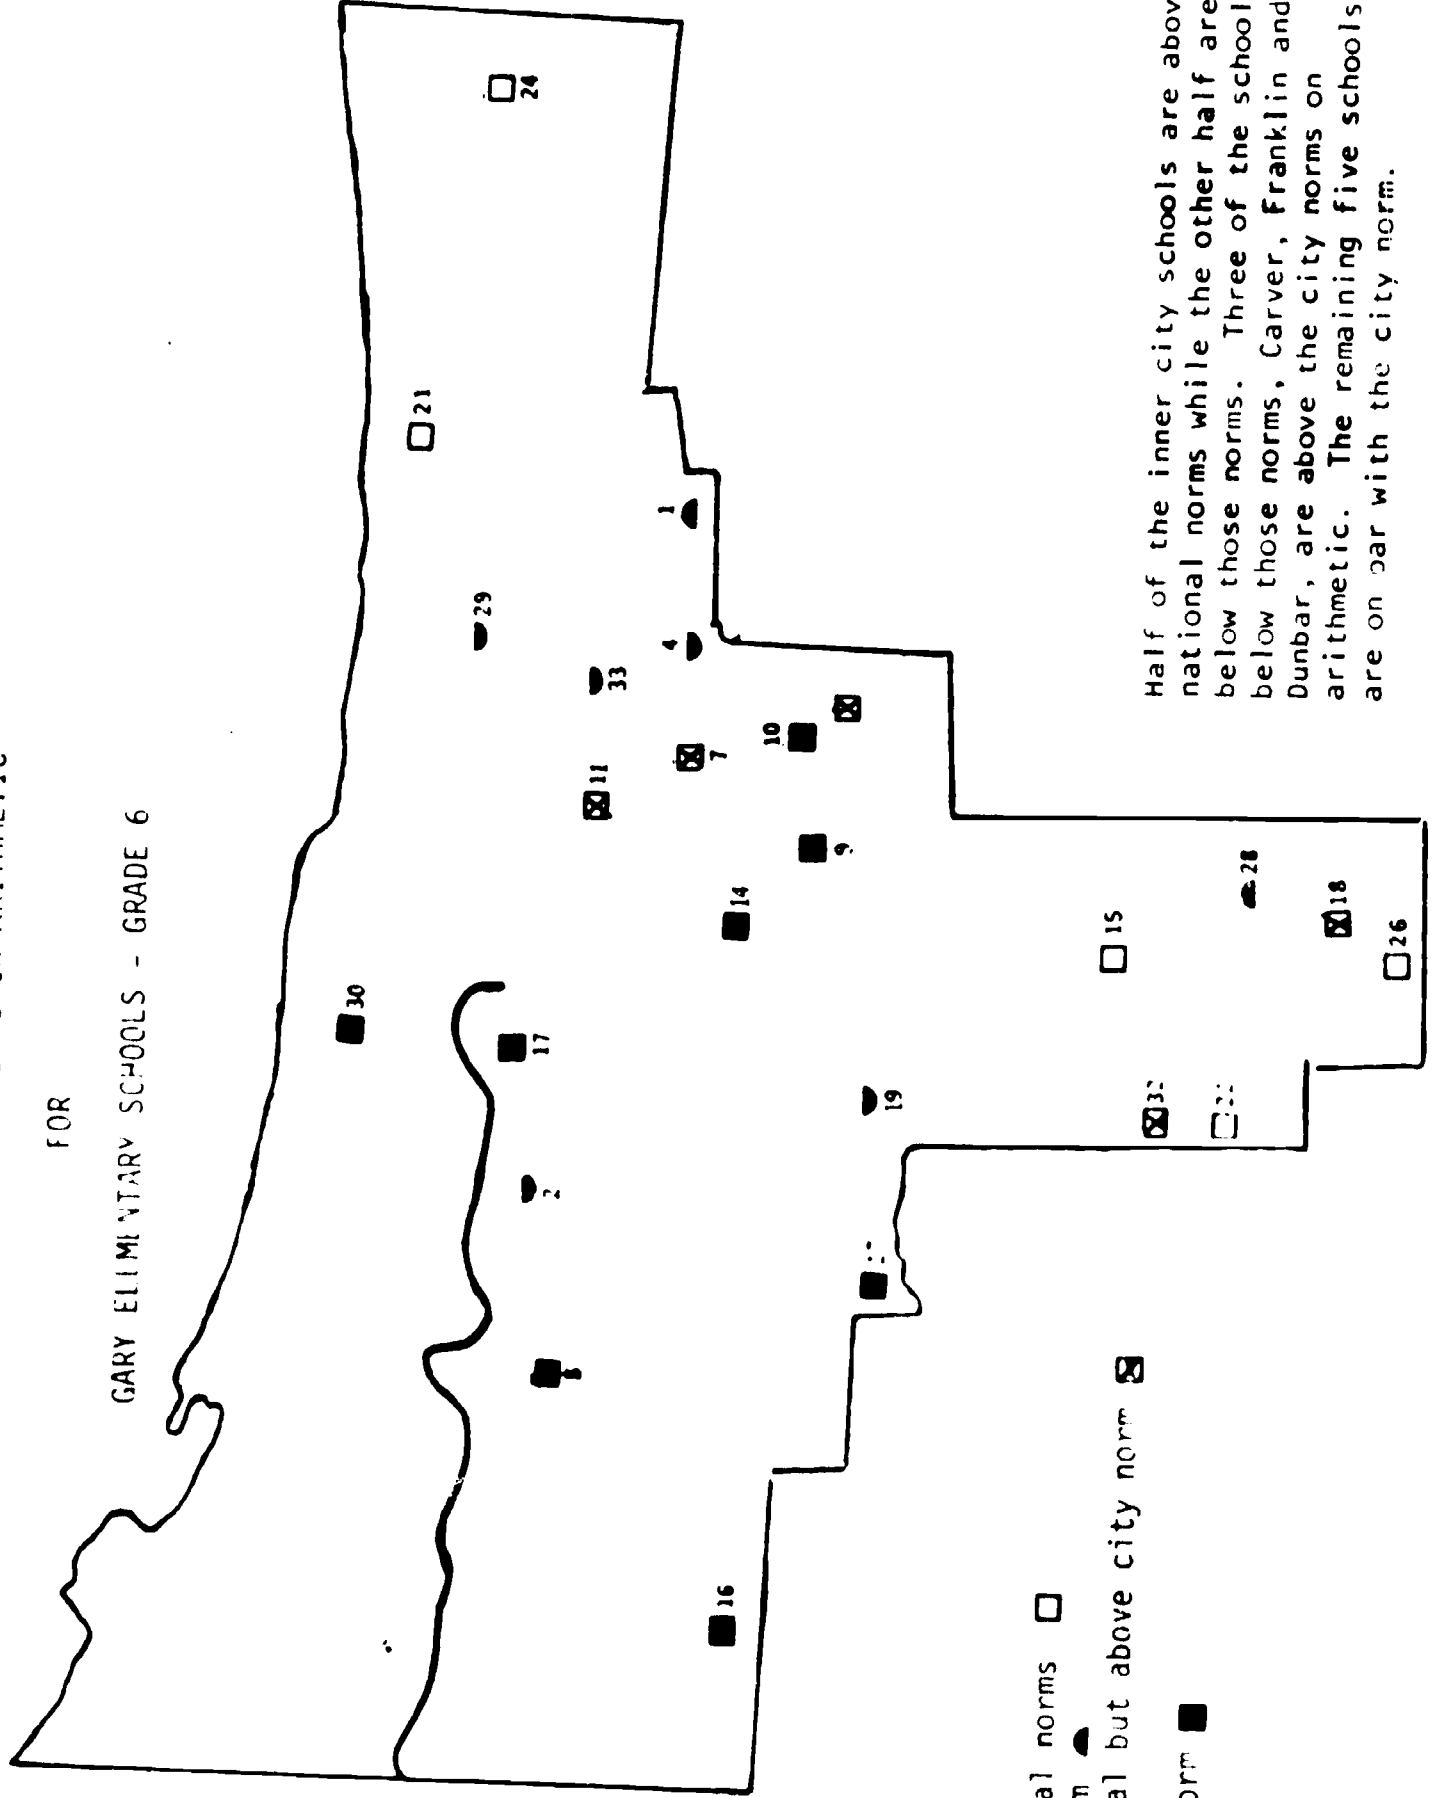 FOR
GARY ELEMENTARY SCHOOLS - GRADE 6
24
21
1
29
4
33
10
7
11
9
14
28
15
18
26
30
17
19
32
2
16
al norms
al but above city norm
orm
Half of the inner city schools are abov
national norms while the other half are
below those norms. Three of the school
below those norms, Carver, Franklin and
Dunbar, are above the city norms on
arithmetic. The remaining five schools
are on par with the city norm.